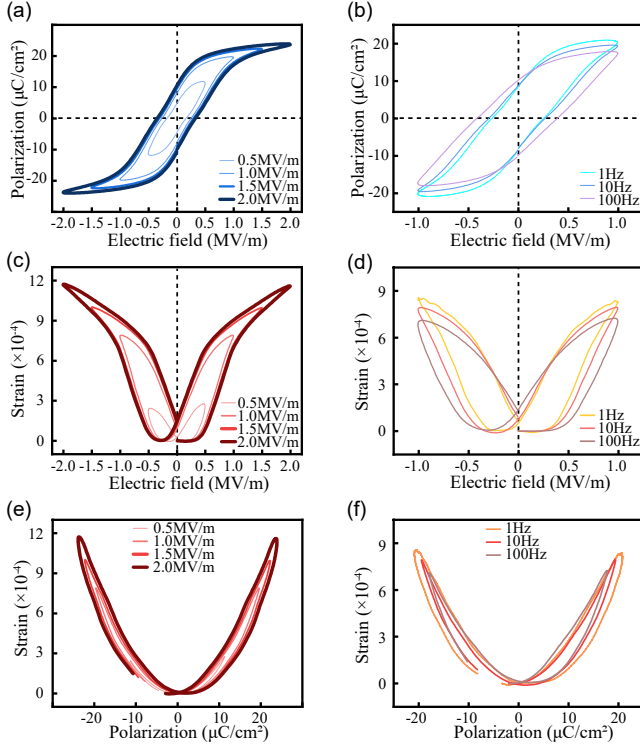 (a)
Polarization (μC/cm²)
20
10
0
-10
-20
0.5MV/m
1.0MV/m
1.5MV/m
2.0MV/m
-2.0 -1.5 -1.0 -0.5 0 0.5 1.0 1.5 2.0
Electric field (MV/m)
(b)
Polarization (μC/cm²)
20
10
0
-10
-20
1Hz
10Hz
100Hz
-1.0 -0.5 0 0.5 1.0
Electric field (MV/m)
(c)
Strain (×10⁻⁴)
12
9
6
3
0
0.5MV/m
1.0MV/m
1.5MV/m
2.0MV/m
-2.0 -1.5 -1.0 -0.5 0 0.5 1.0 1.5 2.0
Electric field (MV/m)
(d)
Strain (×10⁻⁴)
9
6
3
0
1Hz
10Hz
100Hz
-1.0 -0.5 0 0.5 1.0
Electric field (MV/m)
(e)
Strain (×10⁻⁴)
12
9
6
3
0
0.5MV/m
1.0MV/m
1.5MV/m
2.0MV/m
-20 -10 0 10 20
Polarization (μC/cm²)
(f)
Strain (×10⁻⁴)
9
6
3
0
1Hz
10Hz
100Hz
-20 -10 0 10 20
Polarization (μC/cm²)